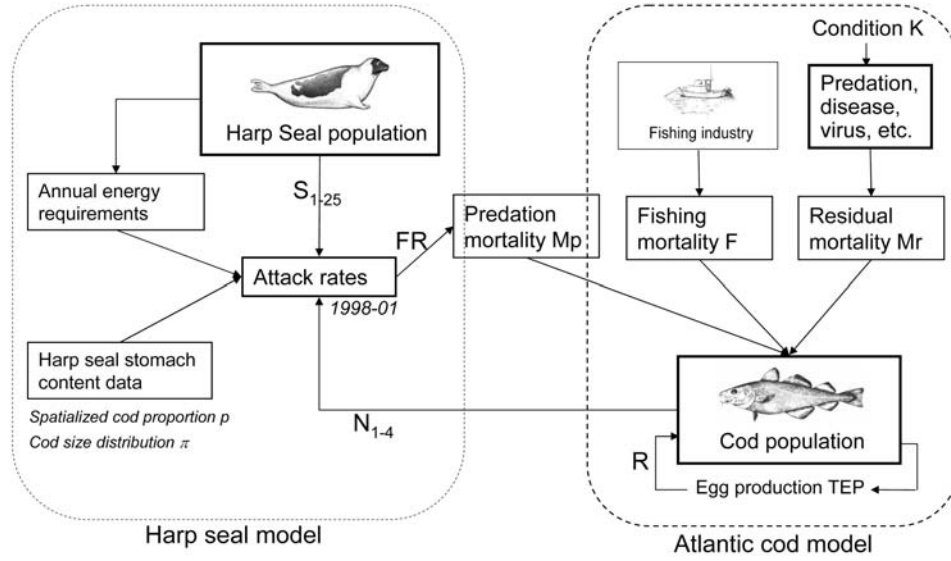 Condition K
Harp Seal population
Fishing industry
Predation,
disease,
virus, etc.
Annual energy
requirements
S1-25
Predation
mortality Mp
Fishing
mortality F
Residual
mortality Mr
FR
Attack rates
1998-01
Harp seal stomach
content data
Spatialized cod proportion p
Cod size distribution π
N1-4
Cod population
R
Egg production TEP
Harp seal model
Atlantic cod model